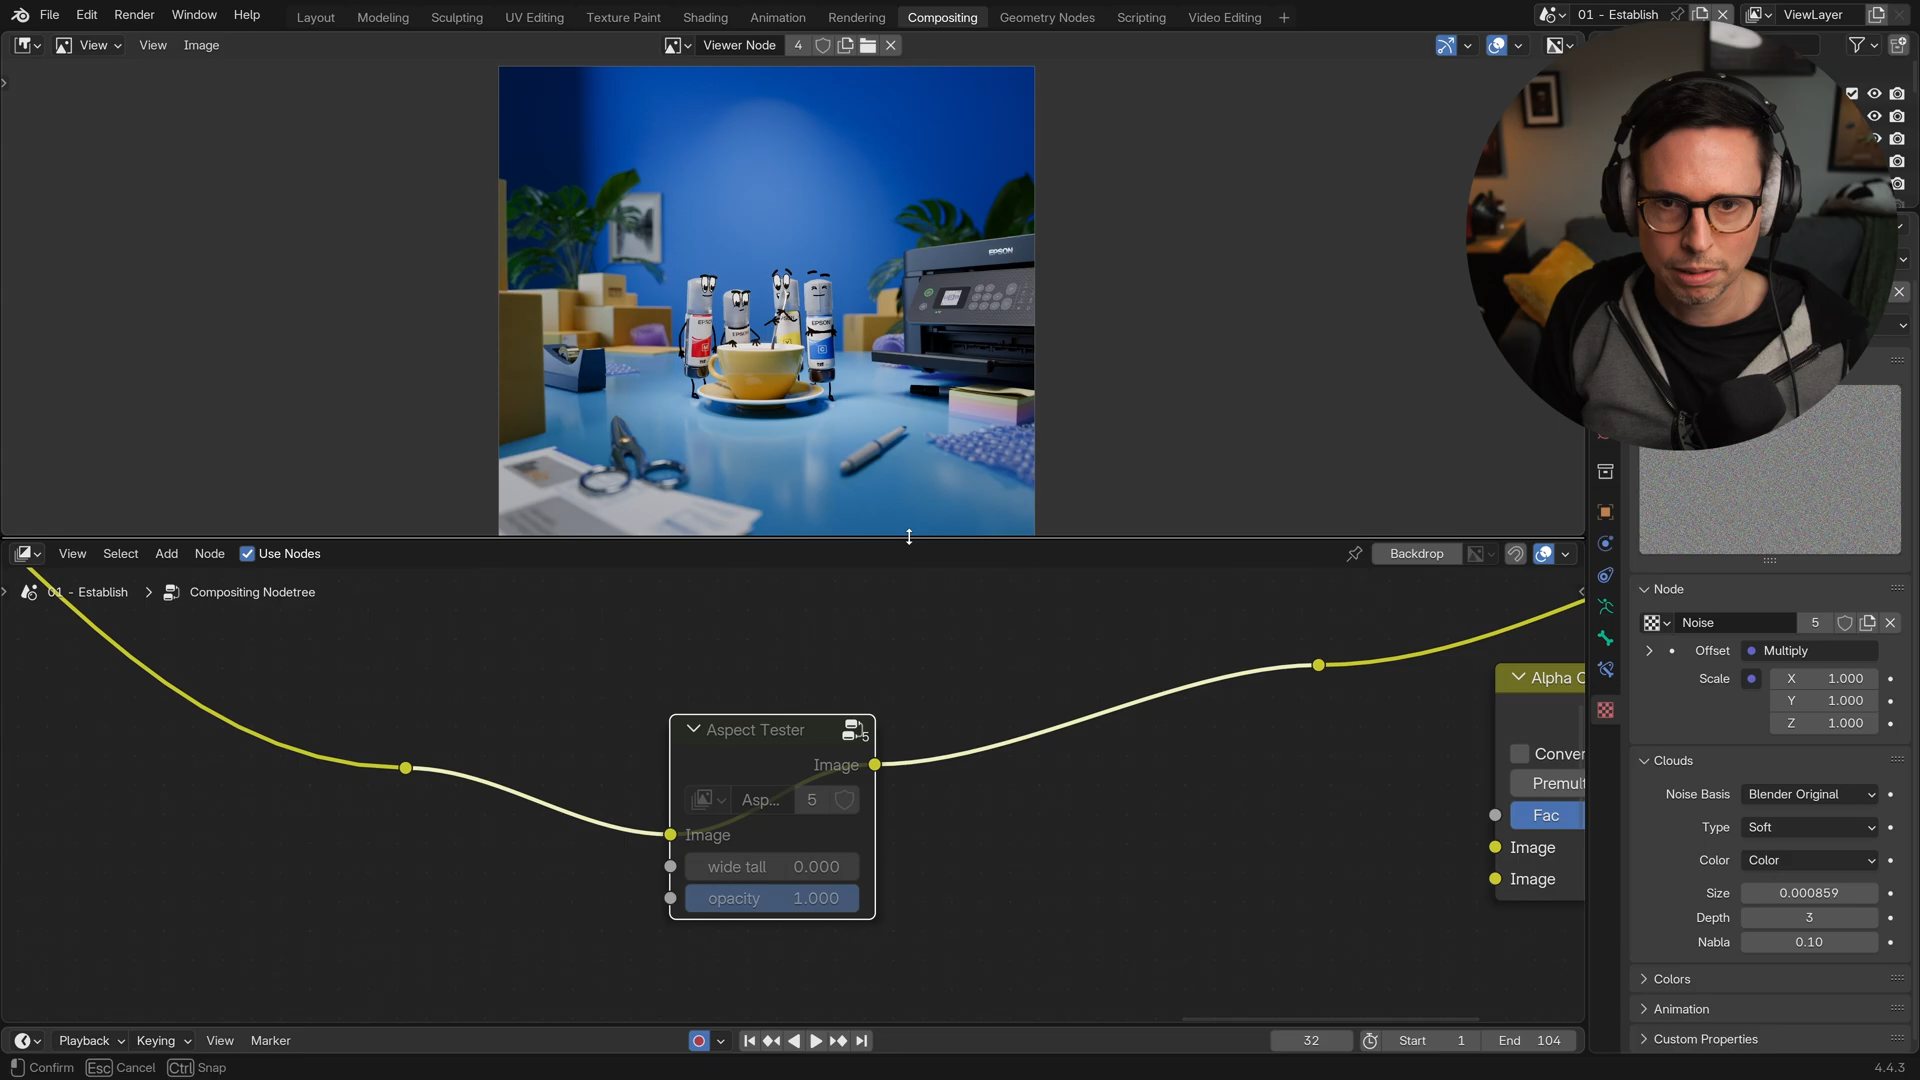 File Edit Render Window Help Layout Modeling Sculpting UV Editing Texture Paint Shading Animation Rendering Compositing Geometry Nodes Scripting Video Editing + 01 - Establish ViewLayer
View View Image Viewer Node 4
EPSON
EPSON
EPSON
EPSON
View Select Add Node Use Nodes Backdrop
01 - Establish > Compositing Nodetree
Aspect Tester 5
Image
Asp... 5
Image
wide tall 0.000
opacity 1.000
Alpha O
Conver
Premult
Fac
Image
Image
Node
Noise 5
Offset Multiply
Scale X 1.000
Y 1.000
Z 1.000
Clouds
Noise Basis Blender Original
Type Soft
Color Color
Size 0.000859
Depth 3
Nabla 0.10
Colors
Animation
Custom Properties
Playback Keying View Marker 32 Start 1 End 104
Confirm Esc Cancel Ctrl Snap 4.4.3